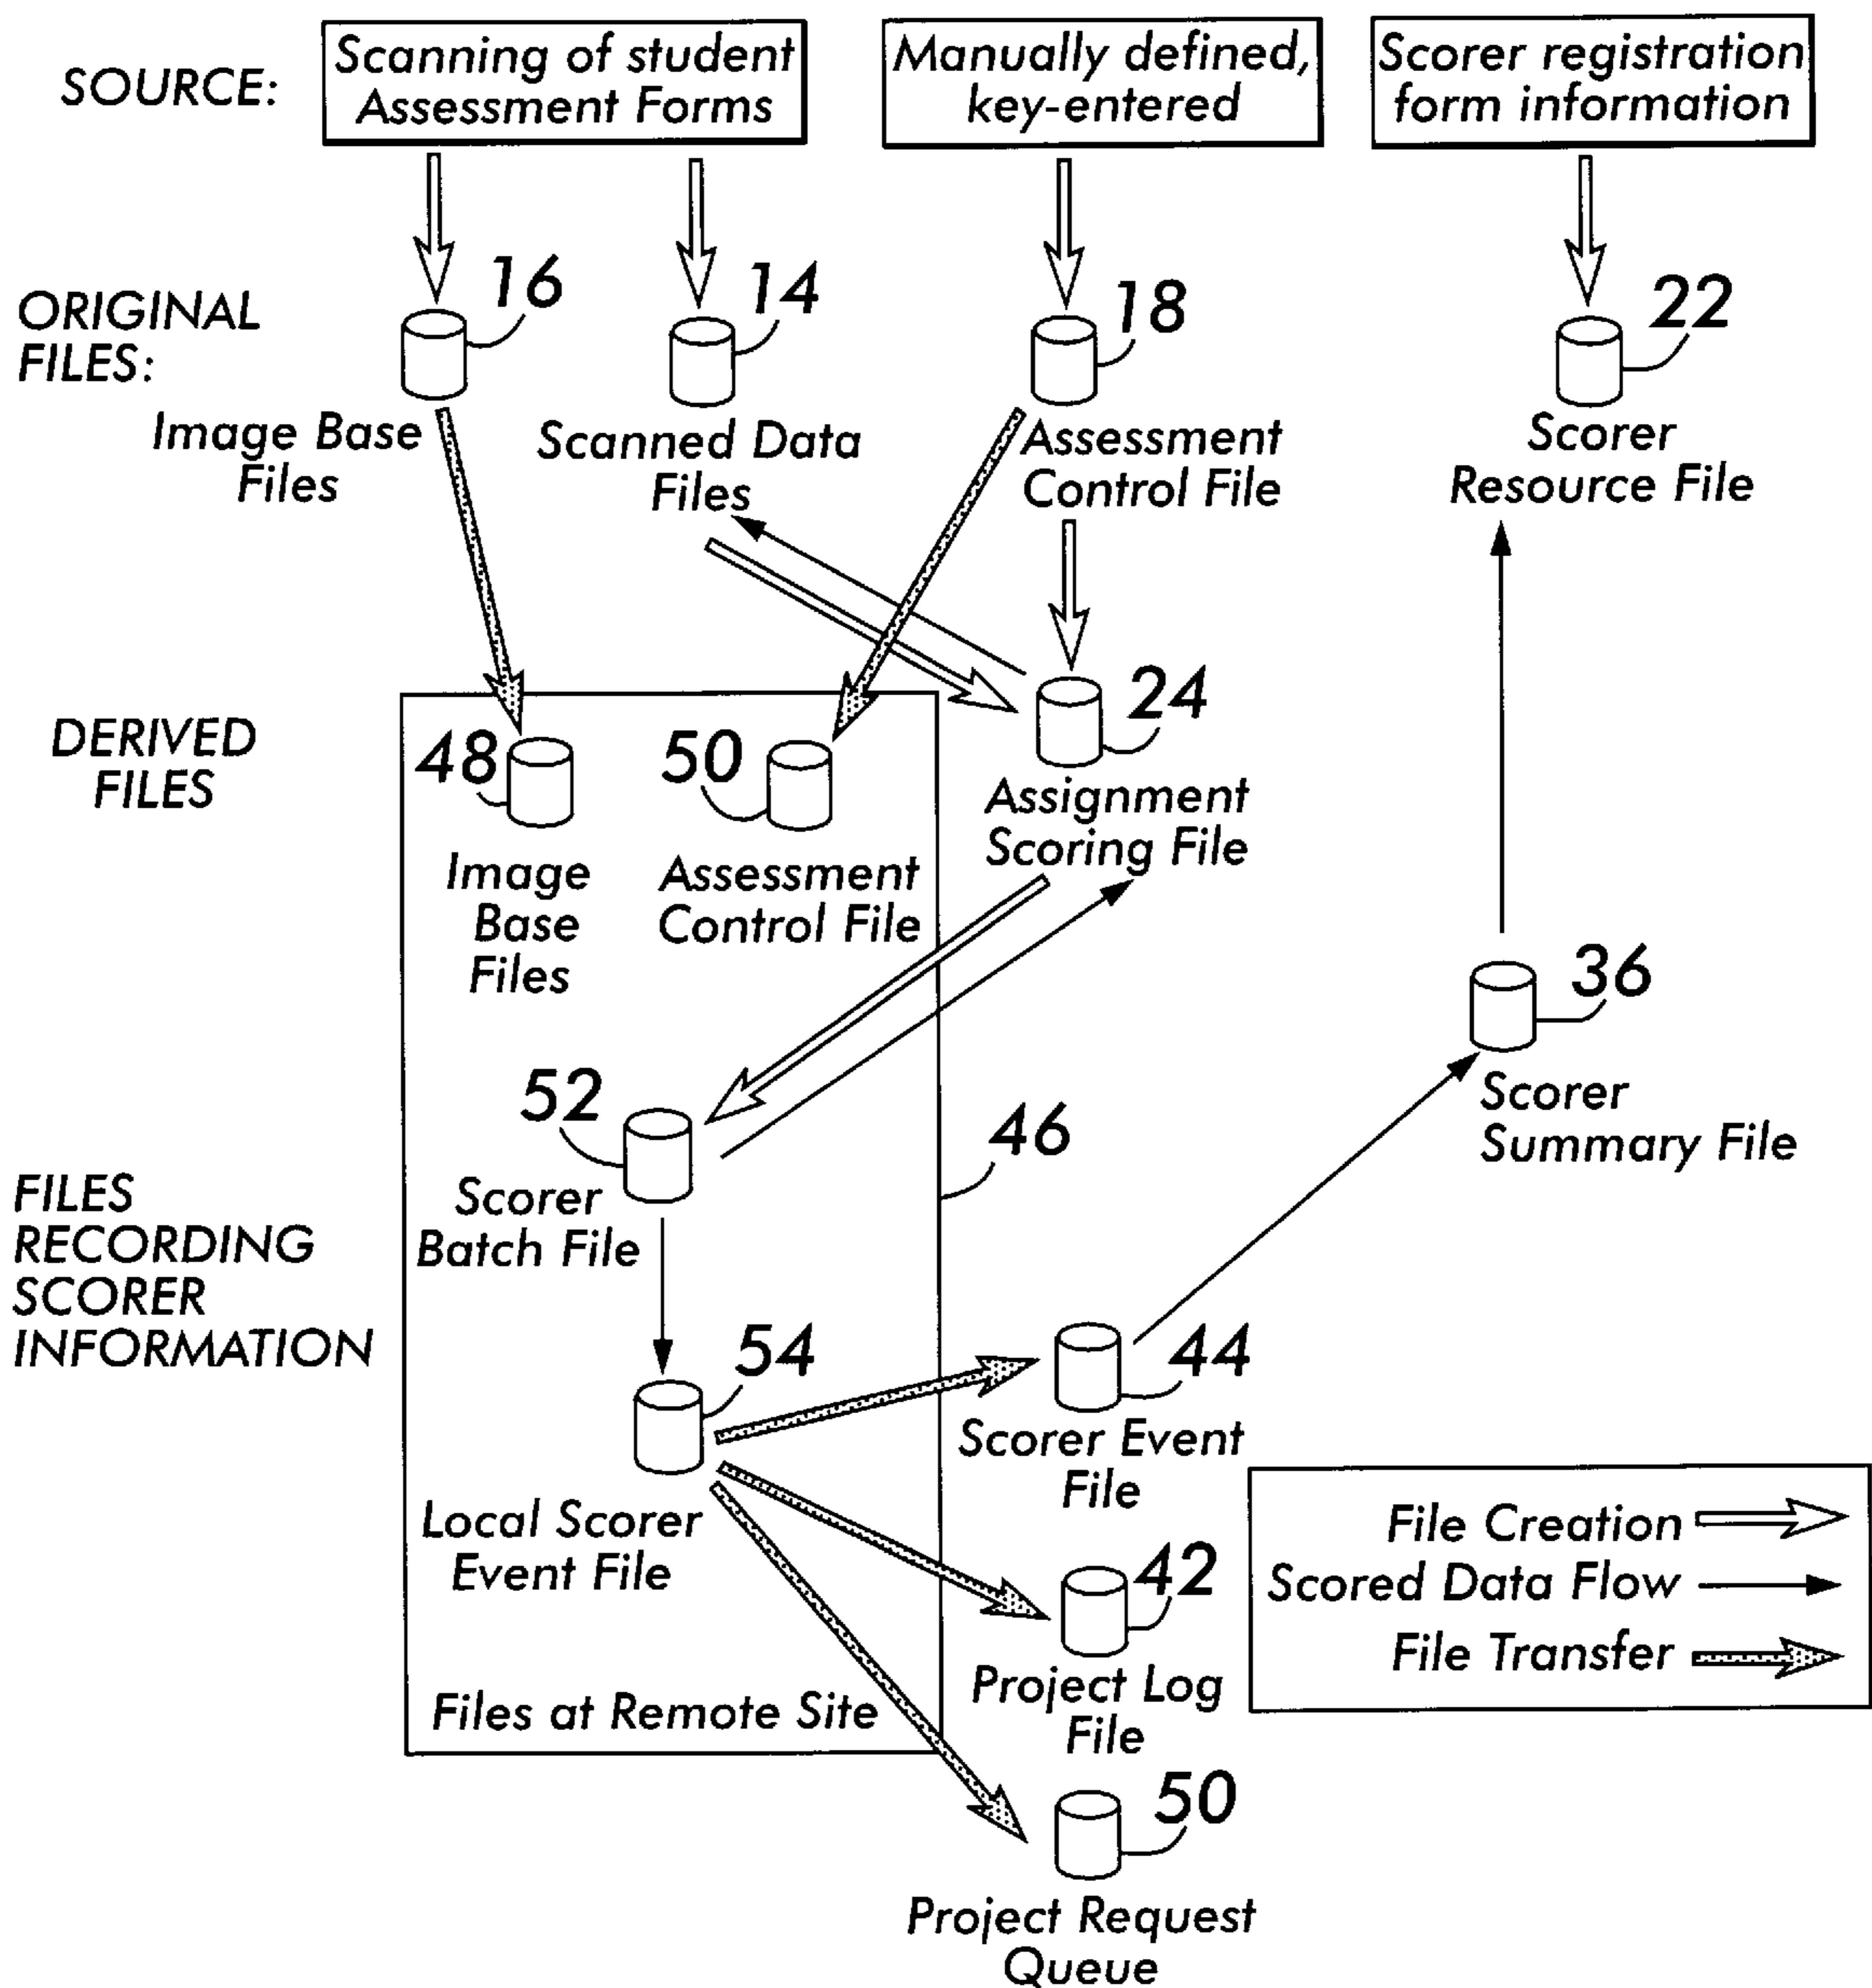 SOURCE:
Scanning of student
Assessment Forms
Manually defined,
key-entered
Scorer registration
form information
ORIGINAL
FILES:
16
14
18
22
Image Base
Files
Scanned Data
Files
Assessment
Control File
Scorer
Resource File
DERIVED
FILES
48
50
24
Image
Base
Files
Assessment
Control File
Assignment
Scoring File
36
Scorer
Summary File
52
46
Scorer
Batch File
FILES
RECORDING
SCORER
INFORMATION
54
44
Local Scorer
Event File
Scorer Event
File
42
Project Log
File
Files at Remote Site
50
Project Request
Queue
File Creation
Scored Data Flow
File Transfer